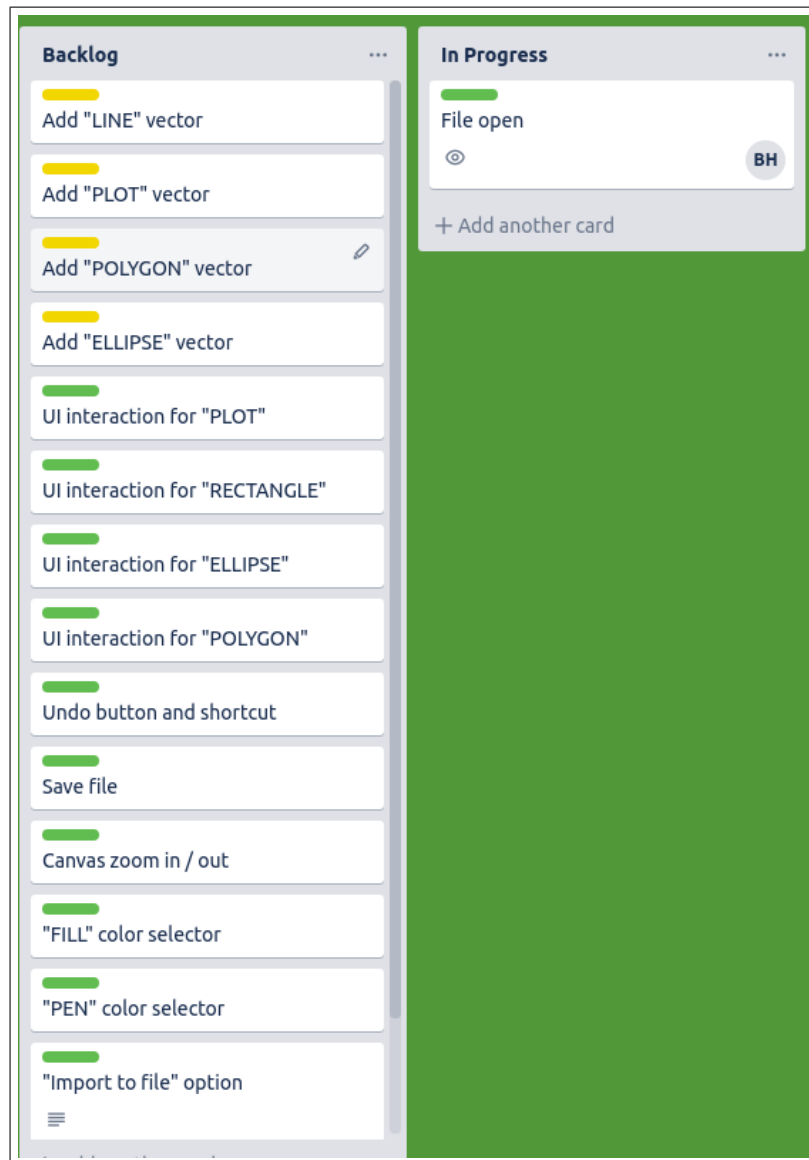 Backlog
Add "LINE" vector
Add "PLOT" vector
Add "POLYGON" vector
Add "ELLIPSE" vector
UI interaction for "PLOT"
UI interaction for "RECTANGLE"
UI interaction for "ELLIPSE"
UI interaction for "POLYGON"
Undo button and shortcut
Save file
Canvas zoom in / out
"FILL" color selector
"PEN" color selector
"Import to file" option
In Progress
File open
BH
+ Add another card